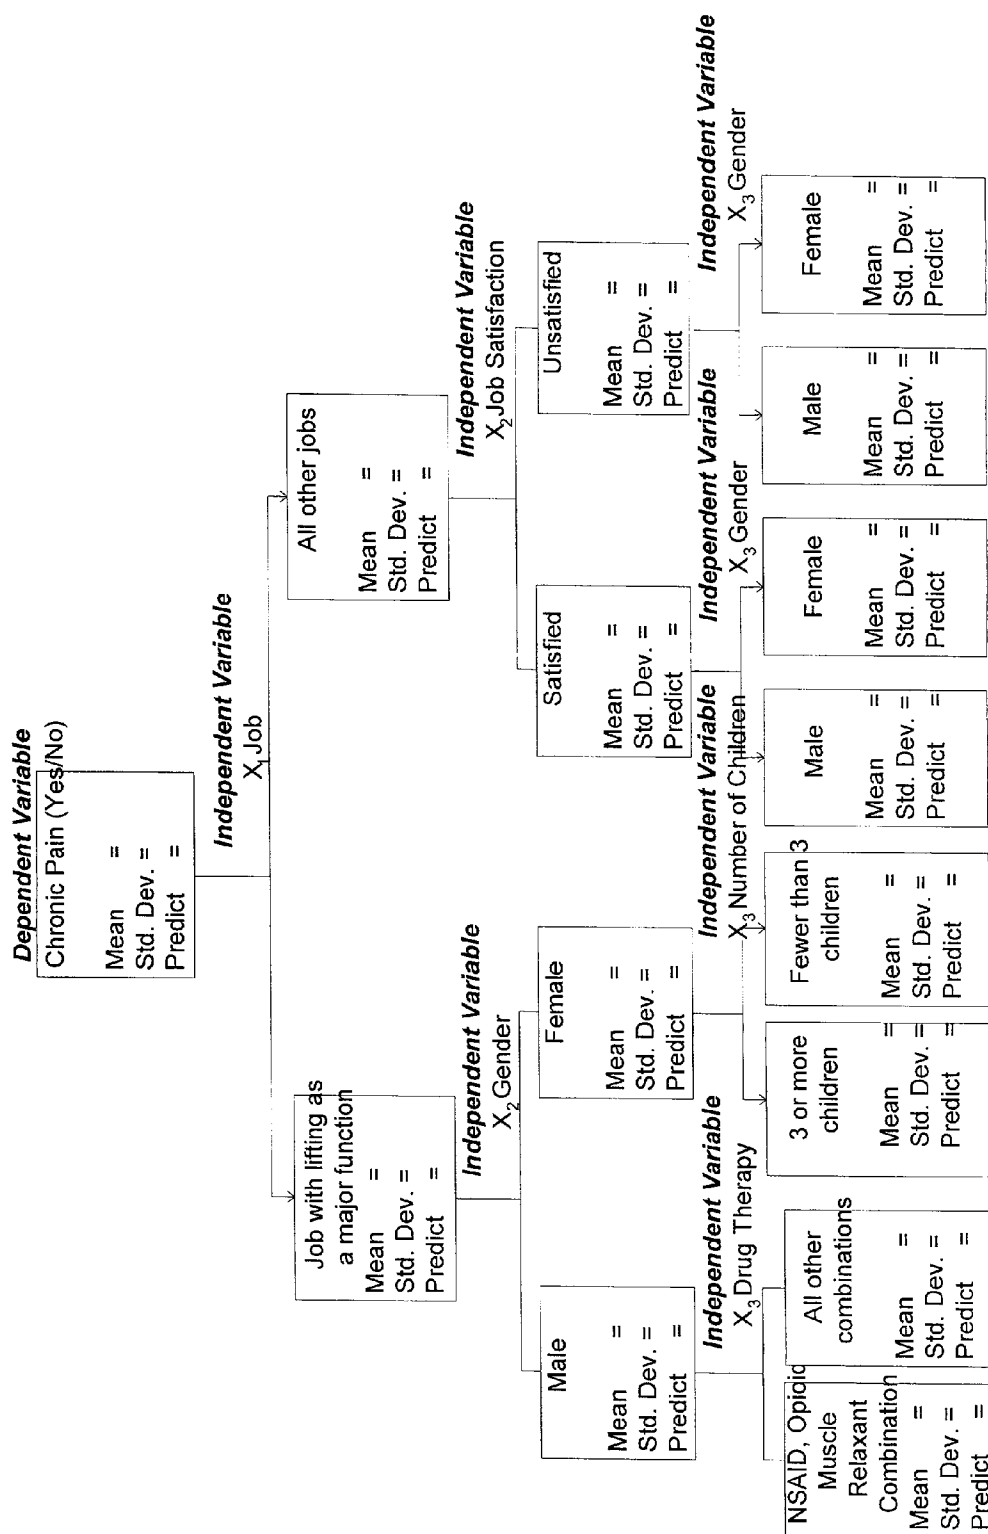 Dependent Variable
Chronic Pain (Yes/No)
Mean =
Std. Dev. =
Predict =
Independent Variable
X1 Job
Job with lifting as
a major function
Mean =
Std. Dev. =
Predict =
All other jobs
Mean =
Std. Dev. =
Predict =
Independent Variable
X2 Gender
Independent Variable
X2 Job Satisfaction
Male
Mean =
Std. Dev. =
Predict =
Female
Mean =
Std. Dev. =
Predict =
Satisfied
Mean =
Std. Dev. =
Predict =
Unsatisfied
Mean =
Std. Dev. =
Predict =
Independent Variable
X3 Drug Therapy
Independent Variable
X3 Number of Children
Independent Variable
X3 Gender
Independent Variable
X3 Gender
NSAID, Opioid
Muscle
Relaxant
Combination
Mean =
Std. Dev. =
Predict =
All other
combinations
Mean =
Std. Dev. =
Predict =
3 or more
children
Mean =
Std. Dev. =
Predict =
Fewer than 3
children
Mean =
Std. Dev. =
Predict =
Male
Mean =
Std. Dev. =
Predict =
Female
Mean =
Std. Dev. =
Predict =
Male
Mean =
Std. Dev. =
Predict =
Female
Mean =
Std. Dev. =
Predict =